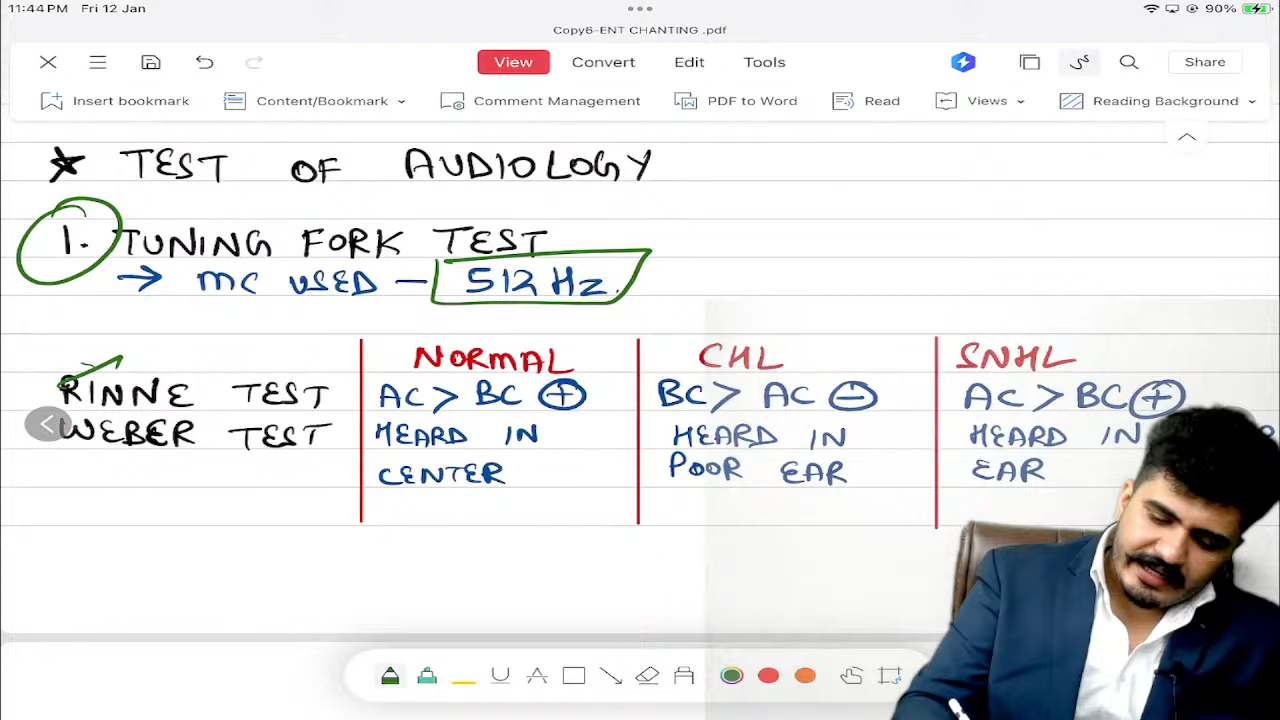 11:44 PM Fri 12 Jan
90%
Copy6-ENT CHANTING .pdf
View Convert Edit Tools Share
Insert bookmark Content/Bookmark Comment Management PDF to Word Read Views Reading Background
★ TEST OF AUDIOLOGY
1. TUNING FORK TEST
→ MC USED – 512 Hz.
NORMAL CHL SNHL
RINNE TEST AC > BC + BC > AC – AC > BC +
WEBER TEST HEARD IN HEARD IN HEARD IN
CENTER POOR EAR EAR